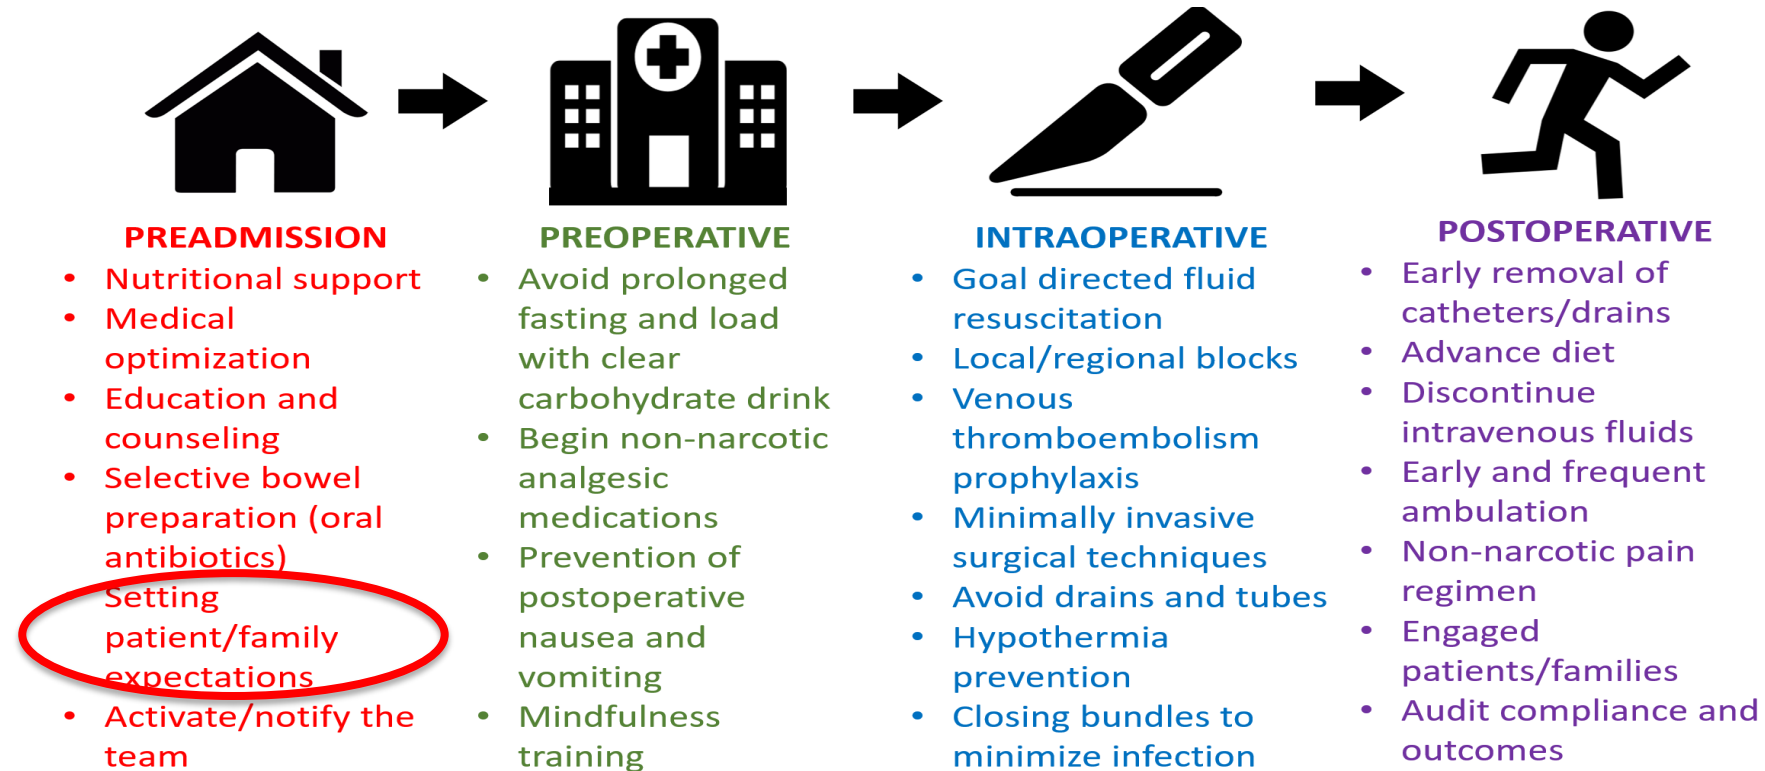 PREADMISSION
• Nutritional support
• Medical
optimization
• Education and
counseling
• Selective bowel
preparation (oral
antibiotics)
Setting
patient/family
expectations
• Activate/notify the
team
PREOPERATIVE
• Avoid prolonged
fasting and load
with clear
carbohydrate drink
• Begin non-narcotic
analgesic
medications
• Prevention of
postoperative
nausea and
vomiting
• Mindfulness
training
INTRAOPERATIVE
• Goal directed fluid
resuscitation
• Local/regional blocks
• Venous
thromboembolism
prophylaxis
• Minimally invasive
surgical techniques
• Avoid drains and tubes
• Hypothermia
prevention
• Closing bundles to
minimize infection
POSTOPERATIVE
• Early removal of
catheters/drains
• Advance diet
• Discontinue
intravenous fluids
• Early and frequent
ambulation
• Non-narcotic pain
regimen
• Engaged
patients/families
• Audit compliance and
outcomes